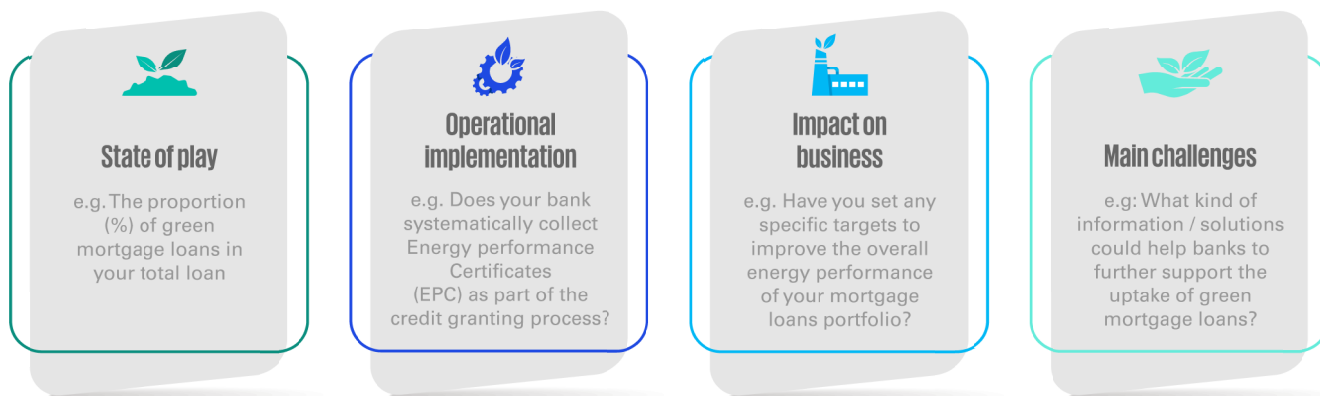 State of play
e.g. The proportion
(%) of green
mortgage loans in
your total loan
Operational
implementation
e.g. Does your bank
systematically collect
Energy performance
Certificates
(EPC) as part of the
credit granting process?
Impact on
business
e.g. Have you set any
specific targets to
improve the overall
energy performance
of your mortgage
loans portfolio?
Main challenges
e.g: What kind of
information / solutions
could help banks to
further support the
uptake of green
mortgage loans?